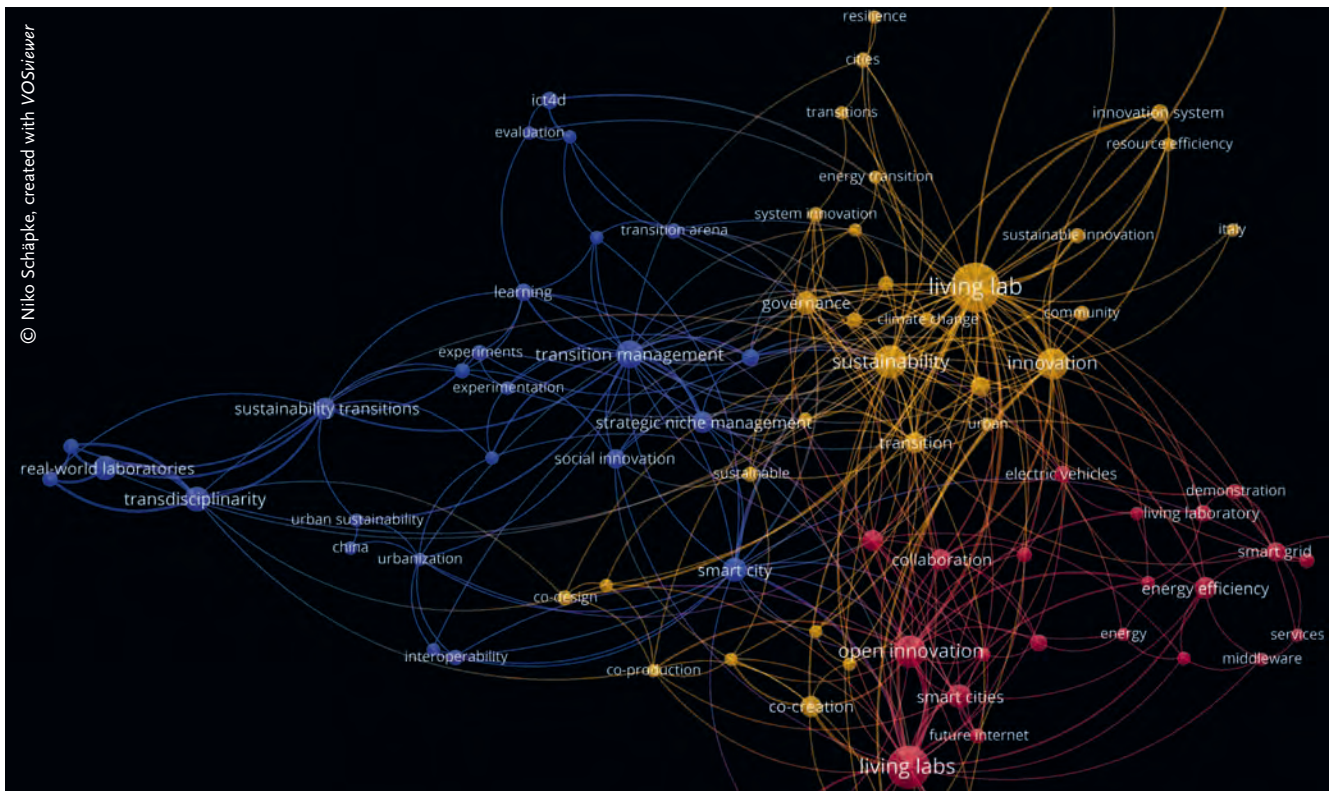 © Niko Schäpke, created with VOSviewer
resilience
cities
ict4d
transitions
innovation system
evaluation
resource efficiency
energy transition
system innovation
transition arena
sustainable innovation
italy
living lab
learning
governance
climate change
community
experiments
transition management
sustainability
innovation
experimentation
sustainability transitions
strategic niche management
urban
transition
real-world laboratories
social innovation
sustainable
electric vehicles
transdisciplinarity
demonstration
living laboratory
urban sustainability
china
urbanization
smart city
collaboration
smart grid
co-design
energy efficiency
interoperability
co-production
open innovation
energy
services
middleware
co-creation
smart cities
future internet
living labs